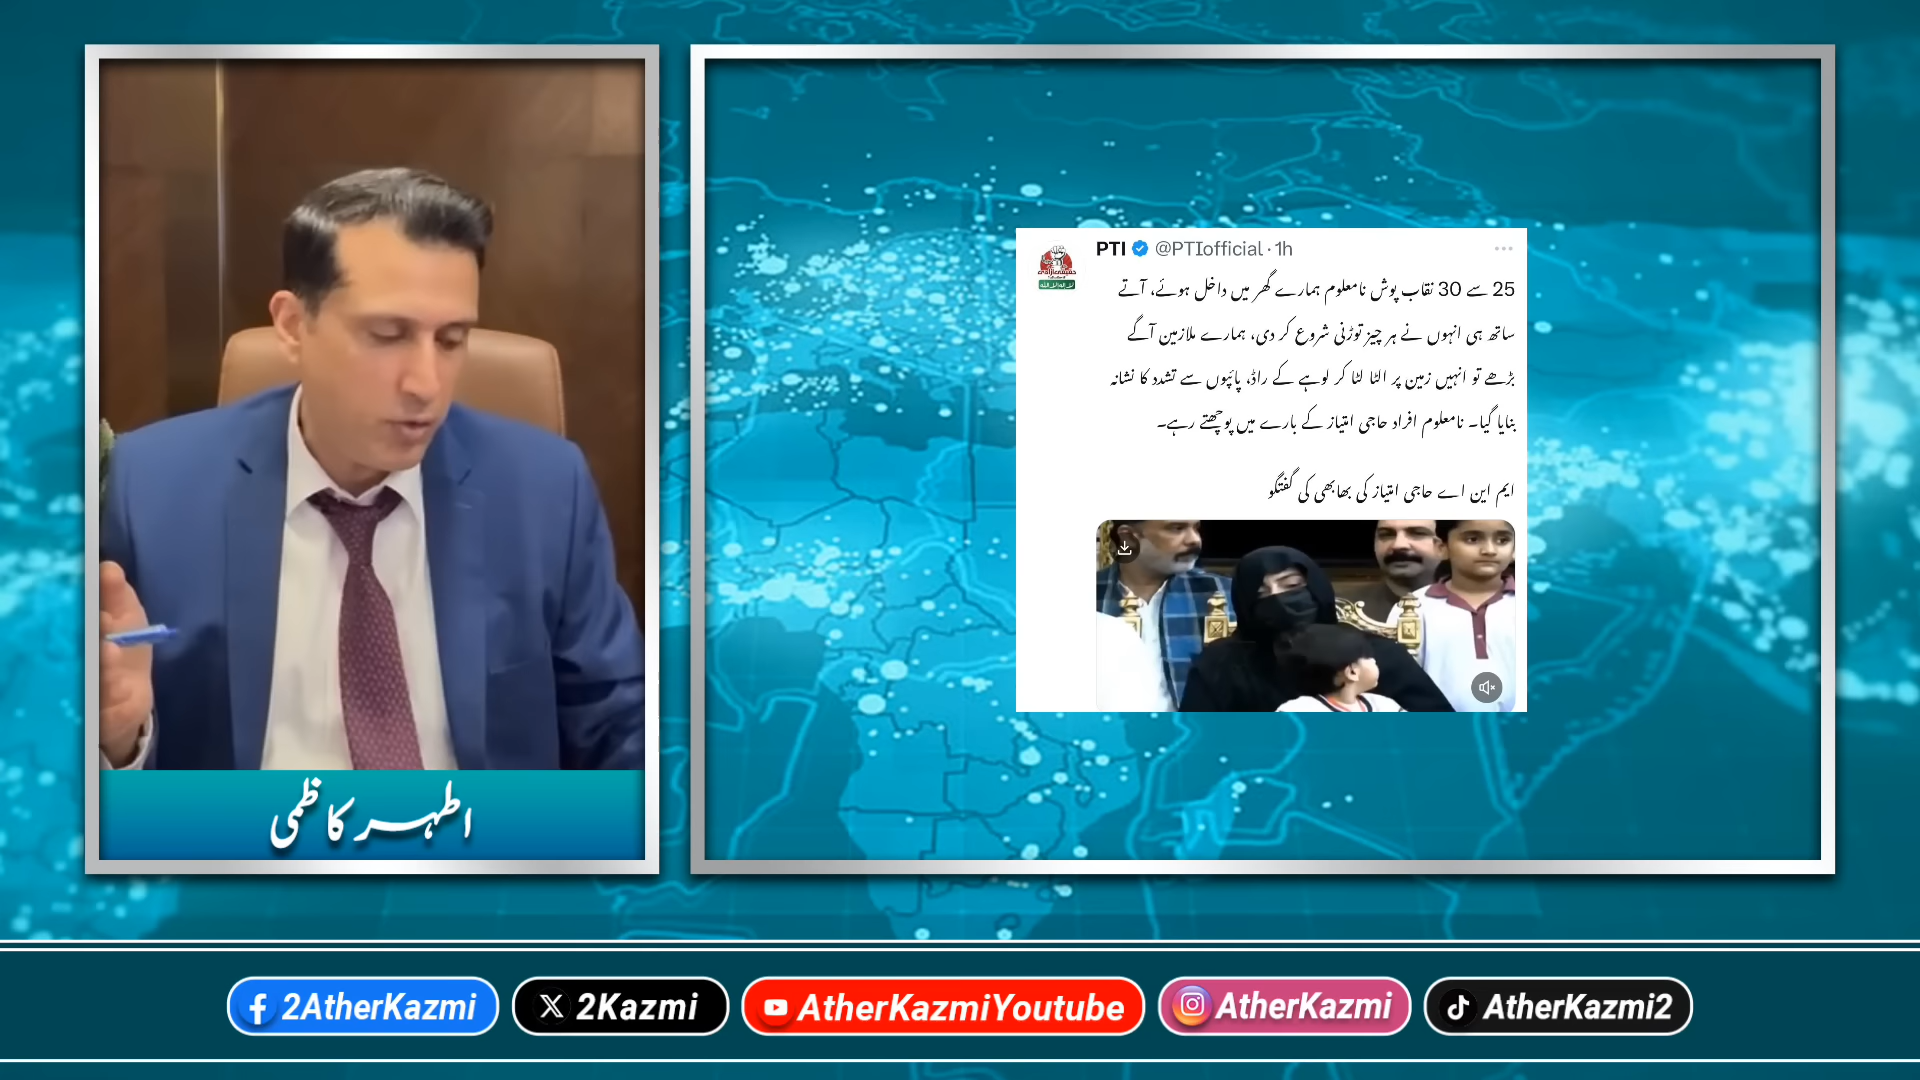 PTI @PTIofficial · 1h
25 سے 30 نقاب پوش نامعلوم ہمارے گھر میں داخل ہوئے، آتے
ساتھ ہی انہوں نے ہر چیز توڑنی شروع کر دی، ہمارے ملازمین آگے
بڑھے تو انہیں زمین پر الٹا لٹا کر لوہے کے راڈ، پائپوں سے تشدد کا نشانہ
بنایا گیا۔ نامعلوم افراد حاجی امتیاز کے بارے میں پوچھتے رہے۔
ایم این اے حاجی امتیاز کی بھابھی کی گفتگو
اطہر کاظمی
2AtherKazmi
2Kazmi
AtherKazmiYoutube
AtherKazmi
AtherKazmi2